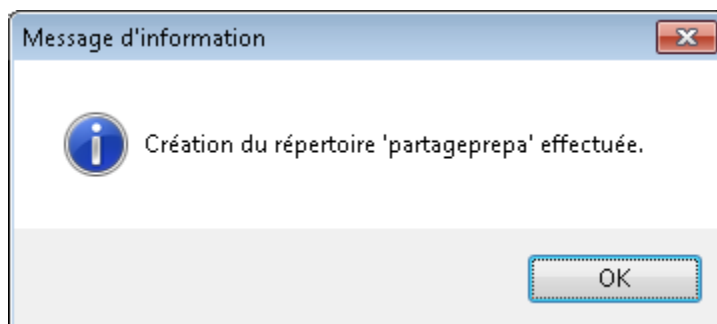 Message d'information
Création du répertoire 'partageprepa' effectuée.
OK